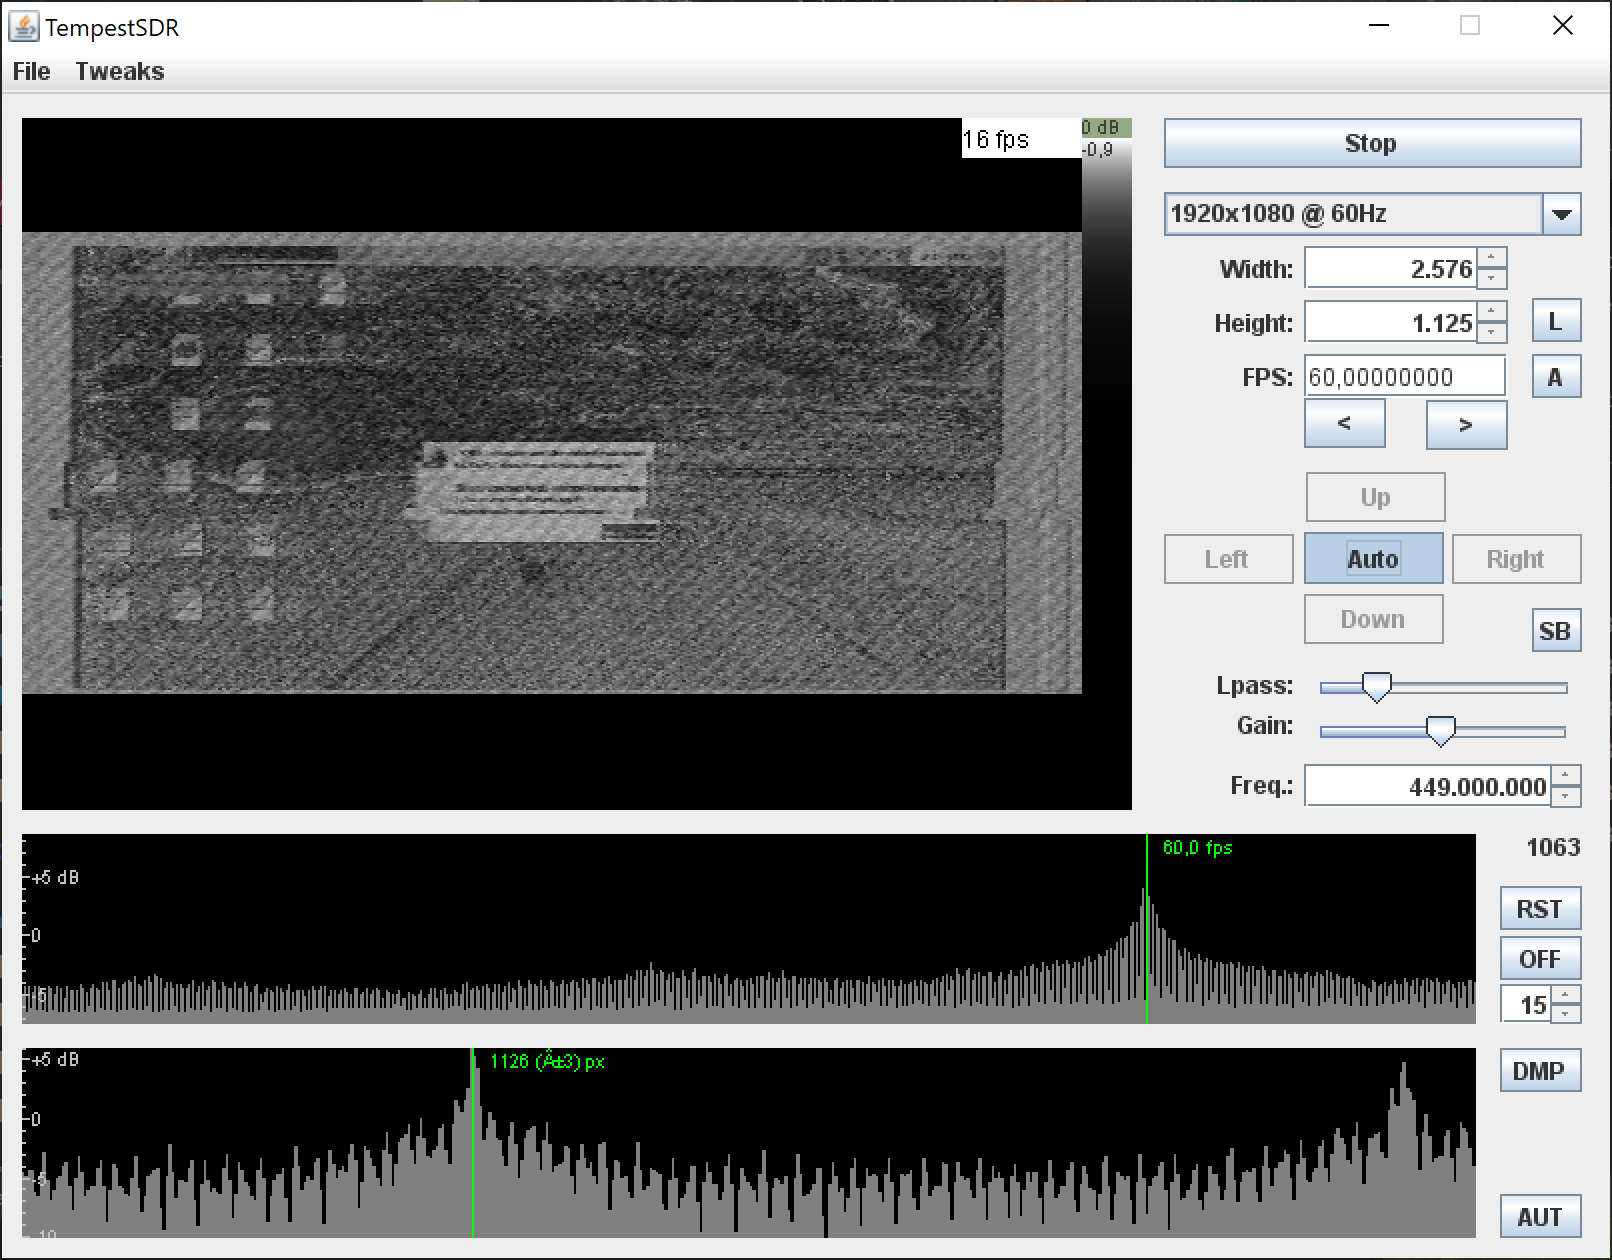 TempestSDR
File Tweaks
16 fps
0 dB
-0,9
Stop
1920x1080 @ 60Hz
Width: 2.576
Height: 1.125
L
FPS: 60,00000000
A
< >
Up
Left Auto Right
Down
SB
Lpass:
Gain:
Freq.: 449.000.000
60,0 fps
+5 dB
0
-5
1063
RST
OFF
15
1126 (Â±3) px
+5 dB
0
-5
-10
DMP
AUT